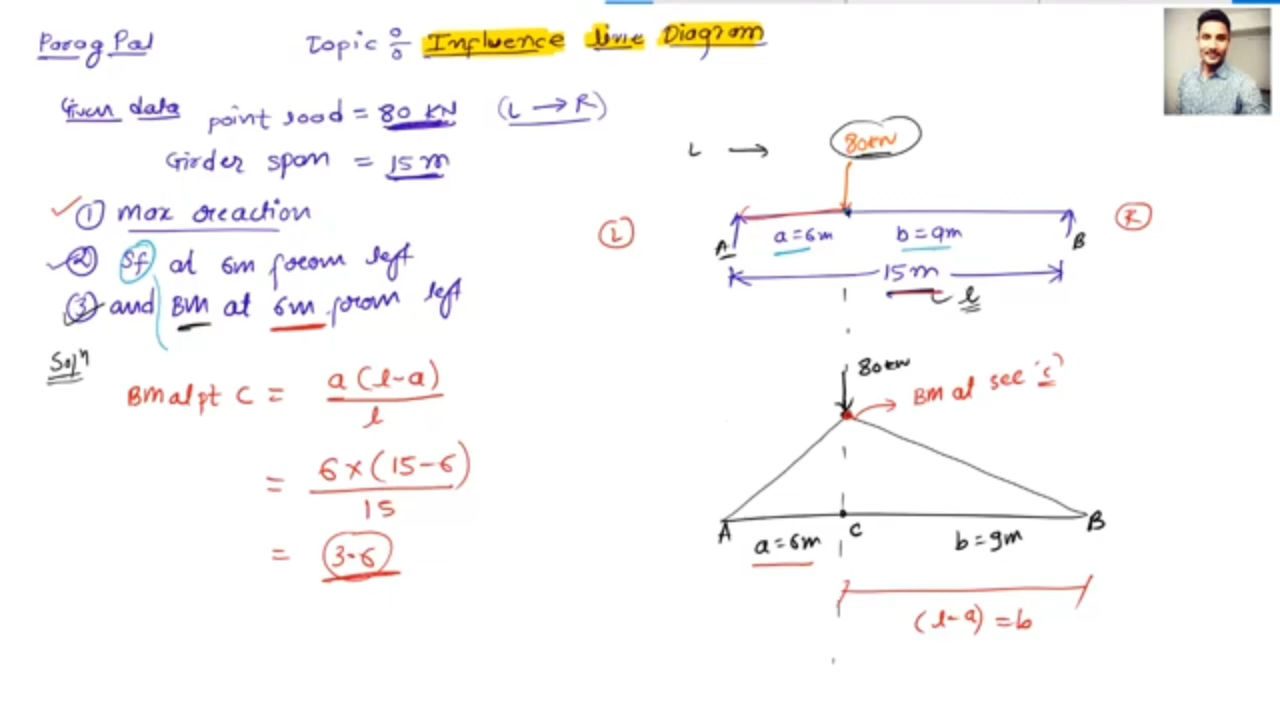 Parag Pal
Topic : Influence line Diagram
Given data point load = 80 KN (L → R)
Girder span = 15 m
① max reaction
② Sf at 6m from left
③ and BM at 6m from left
Solⁿ
BM at pt C = a(l-a)/l
= 6×(15-6)/15
= 3.6
L →
80KN
L
R
A
a=6m
b=9m
B
15m
l
80KN
BM at sec 'c'
A
C
B
a=6m
b=9m
(l-a) = b